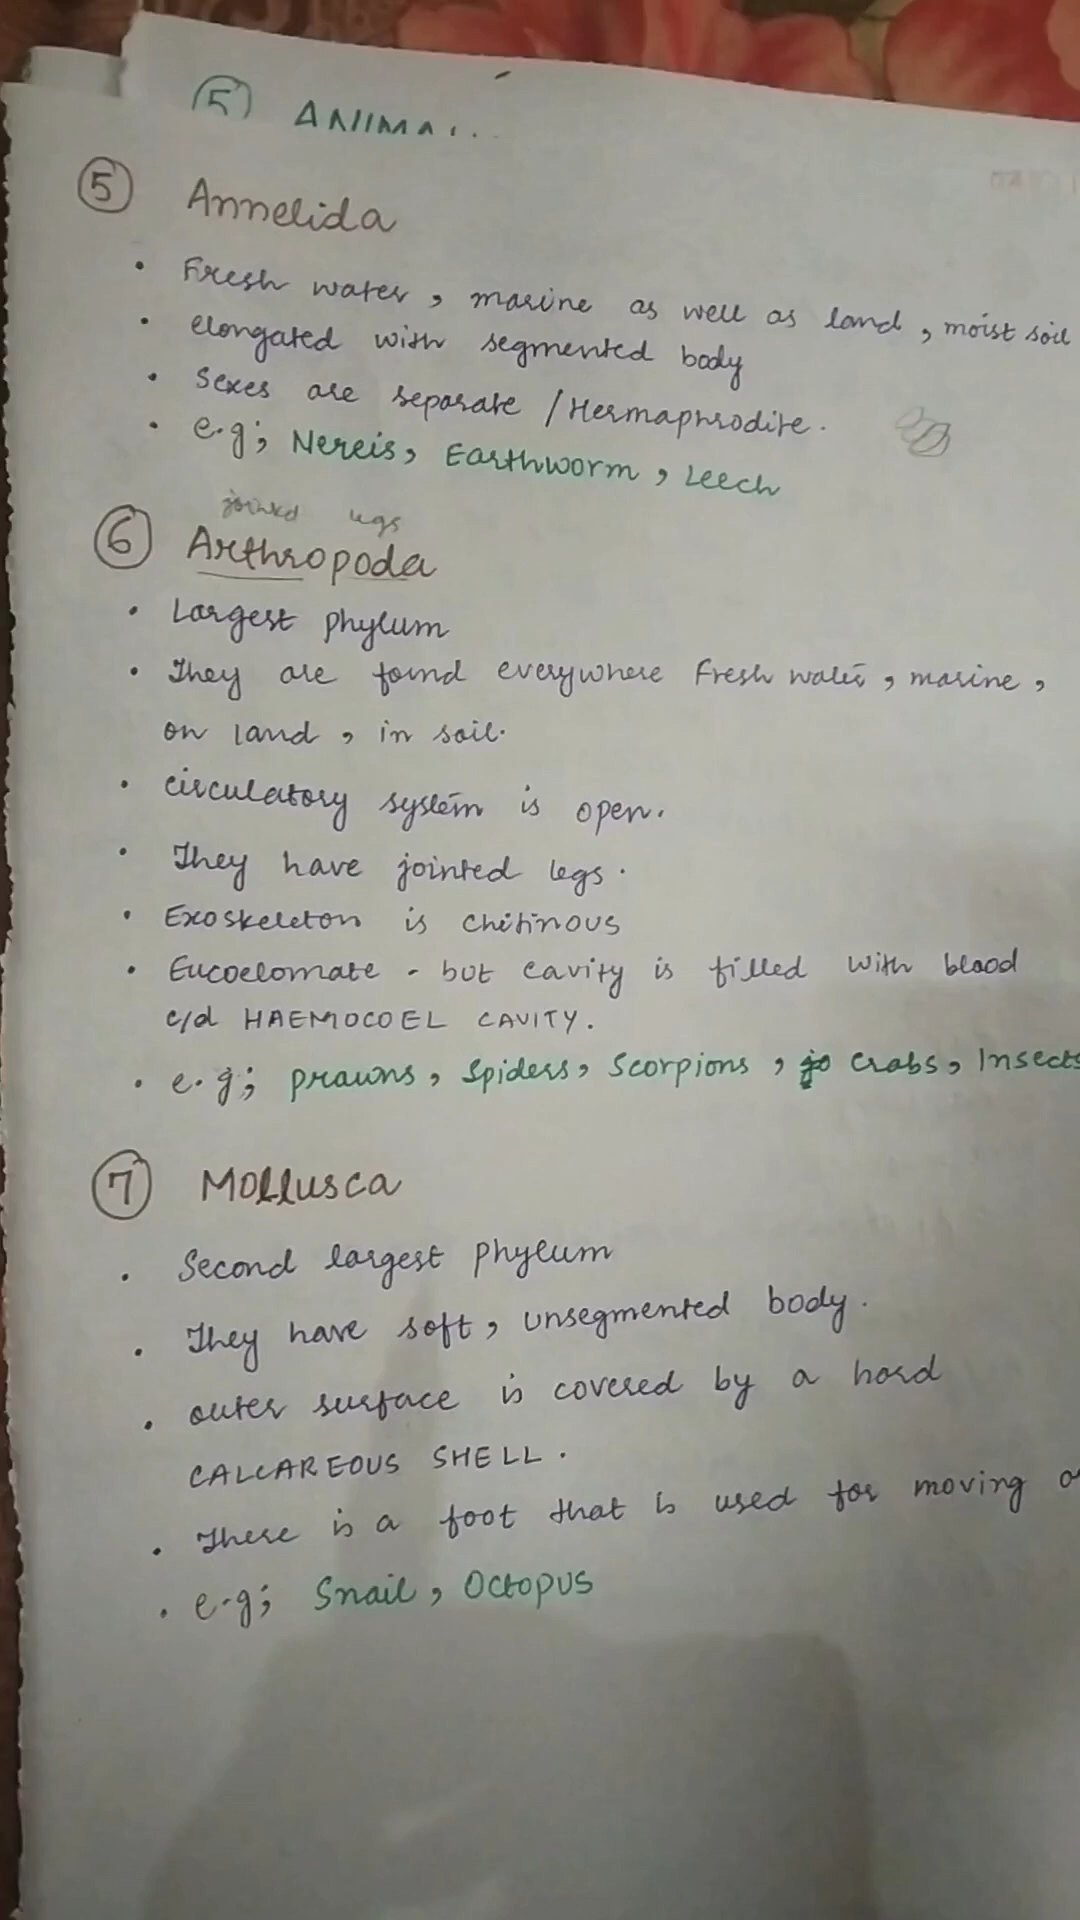 5
5 Annelida
• Fresh water, marine as well as land, moist soil
• elongated with segmented body
• Sexes are separate / Hermaphrodite.
• e.g; Nereis, Earthworm, Leech
jointed legs
6 Arthropoda
• Largest phylum
• They are found everywhere Fresh water, marine,
on land, in soil.
• circulatory system is open.
• They have jointed legs.
• Exoskeleton is chitinous
• Eucoelomate - but cavity is filled with blood
c/d HAEMOCOEL CAVITY.
• e.g; prawns, Spiders, Scorpions, crabs, Insects
7 Mollusca
• Second largest phylum
• They have soft, unsegmented body.
• outer surface is covered by a hard
CALCAREOUS SHELL.
• There is a foot that is used for moving
• e.g; Snail, Octopus